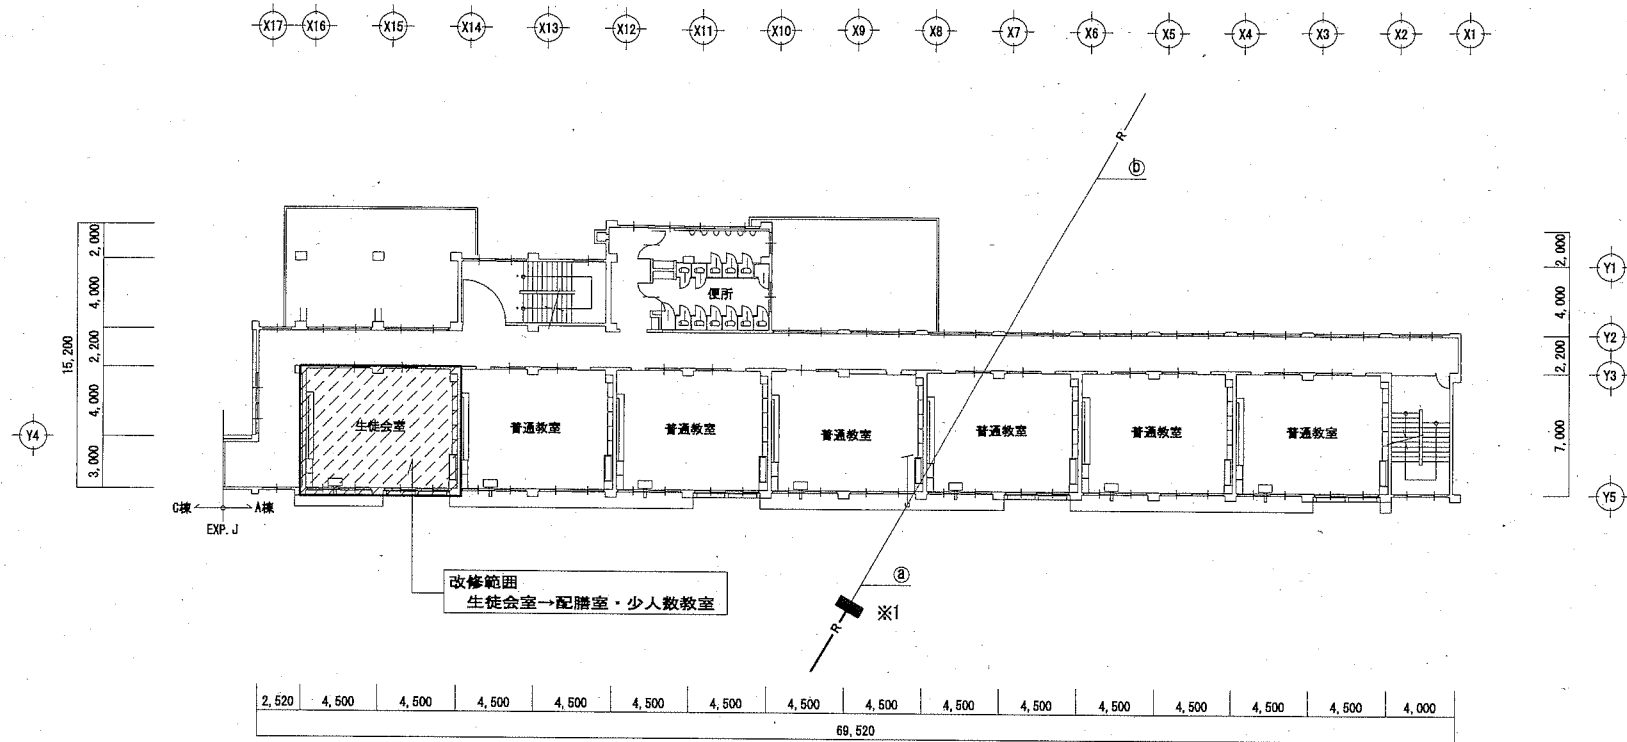 X17 X16 X15 X14 X13 X12 X11 X10 X9 X8 X7 X6 X5 X4 X3 X2 X1
R
ⓑ
2,000
4,000
2,200
4,000
3,000
15,200
Y4
便所
2,000
4,000
2,200
7,000
Y1
Y2
Y3
Y5
生徒会室 普通教室 普通教室 普通教室 普通教室 普通教室 普通教室
C棟 A棟
EXP.J
ⓐ
改修範囲
生徒会室→配膳室・少人数教室
※1
R
2,520 4,500 4,500 4,500 4,500 4,500 4,500 4,500 4,500 4,500 4,500 4,500 4,500 4,500 4,500 4,000
69,520